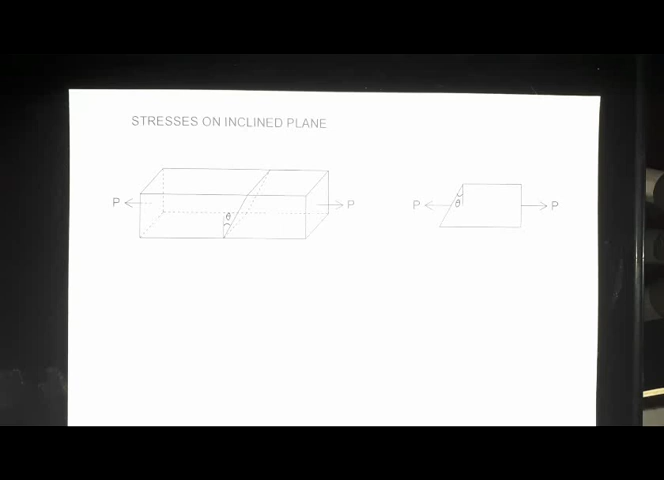 STRESSES ON INCLINED PLANE
P θ P
P θ P